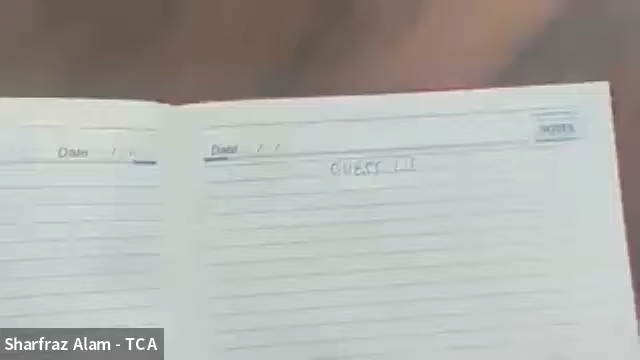 Date / /
Date / /
NOTES
GUESS
Sharfraz Alam - TCA